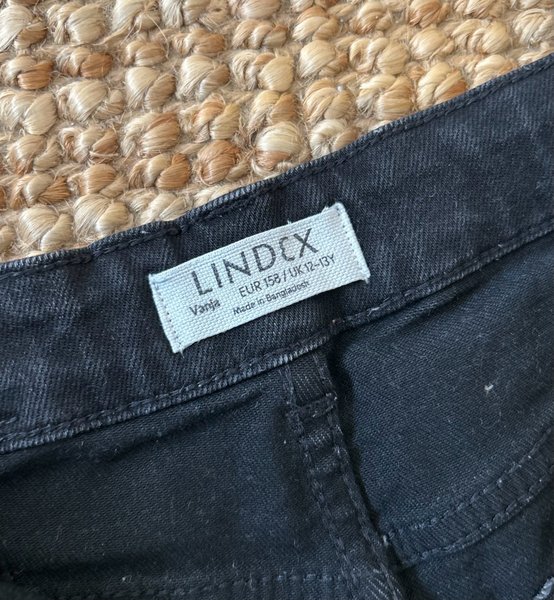 LINDEX
Vanja EUR 158 / UK 12-13Y
Made in Bangladesh